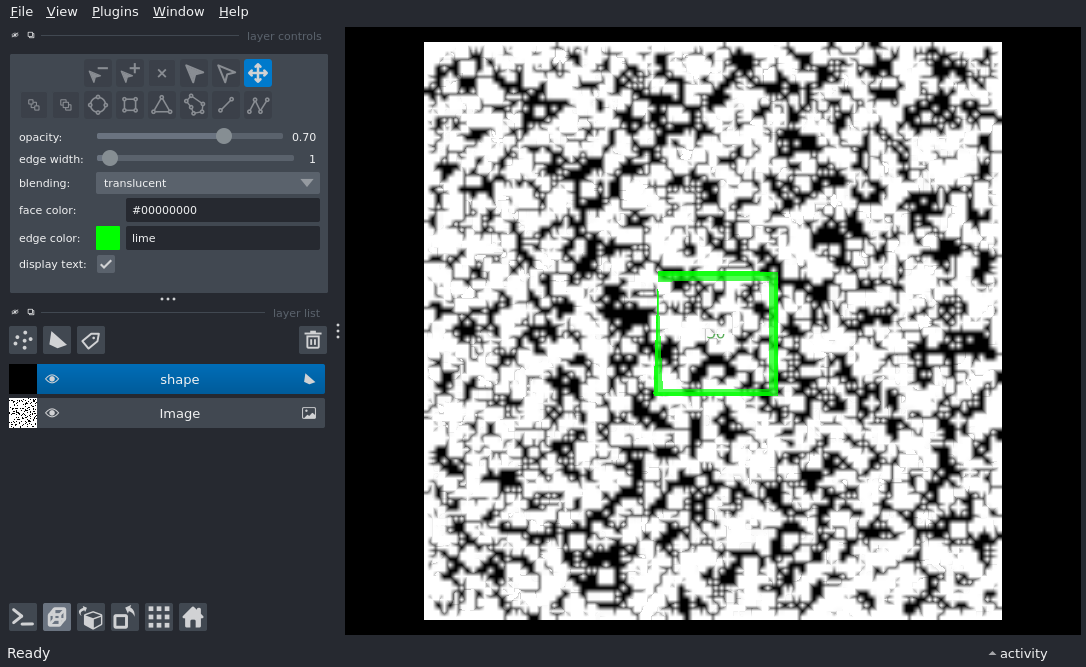 File View Plugins Window Help
layer controls
opacity: 0.70
edge width: 1
blending: translucent
face color: #00000000
edge color: lime
display text:
layer list
shape
Image
Ready
activity